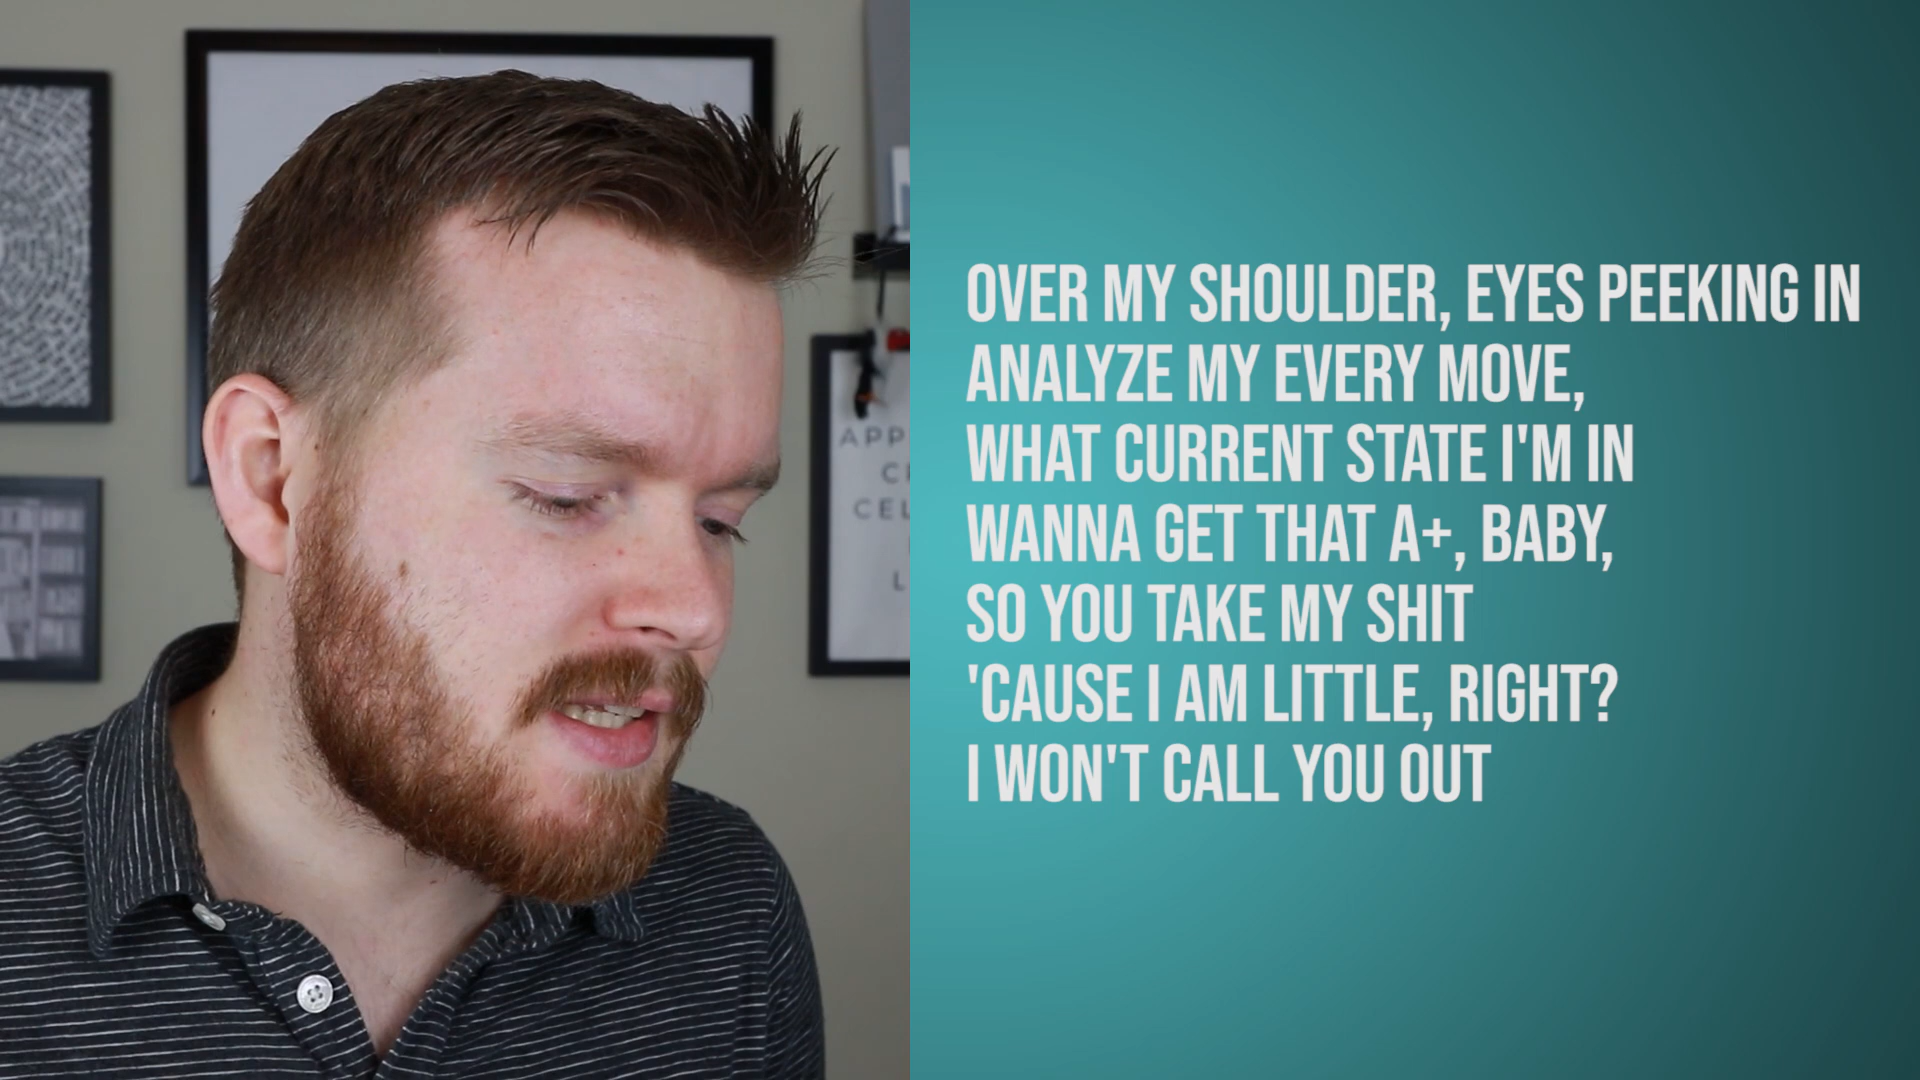 OVER MY SHOULDER, EYES PEEKING IN
ANALYZE MY EVERY MOVE,
WHAT CURRENT STATE I'M IN
WANNA GET THAT A+, BABY,
SO YOU TAKE MY SHIT
'CAUSE I AM LITTLE, RIGHT?
I WON'T CALL YOU OUT